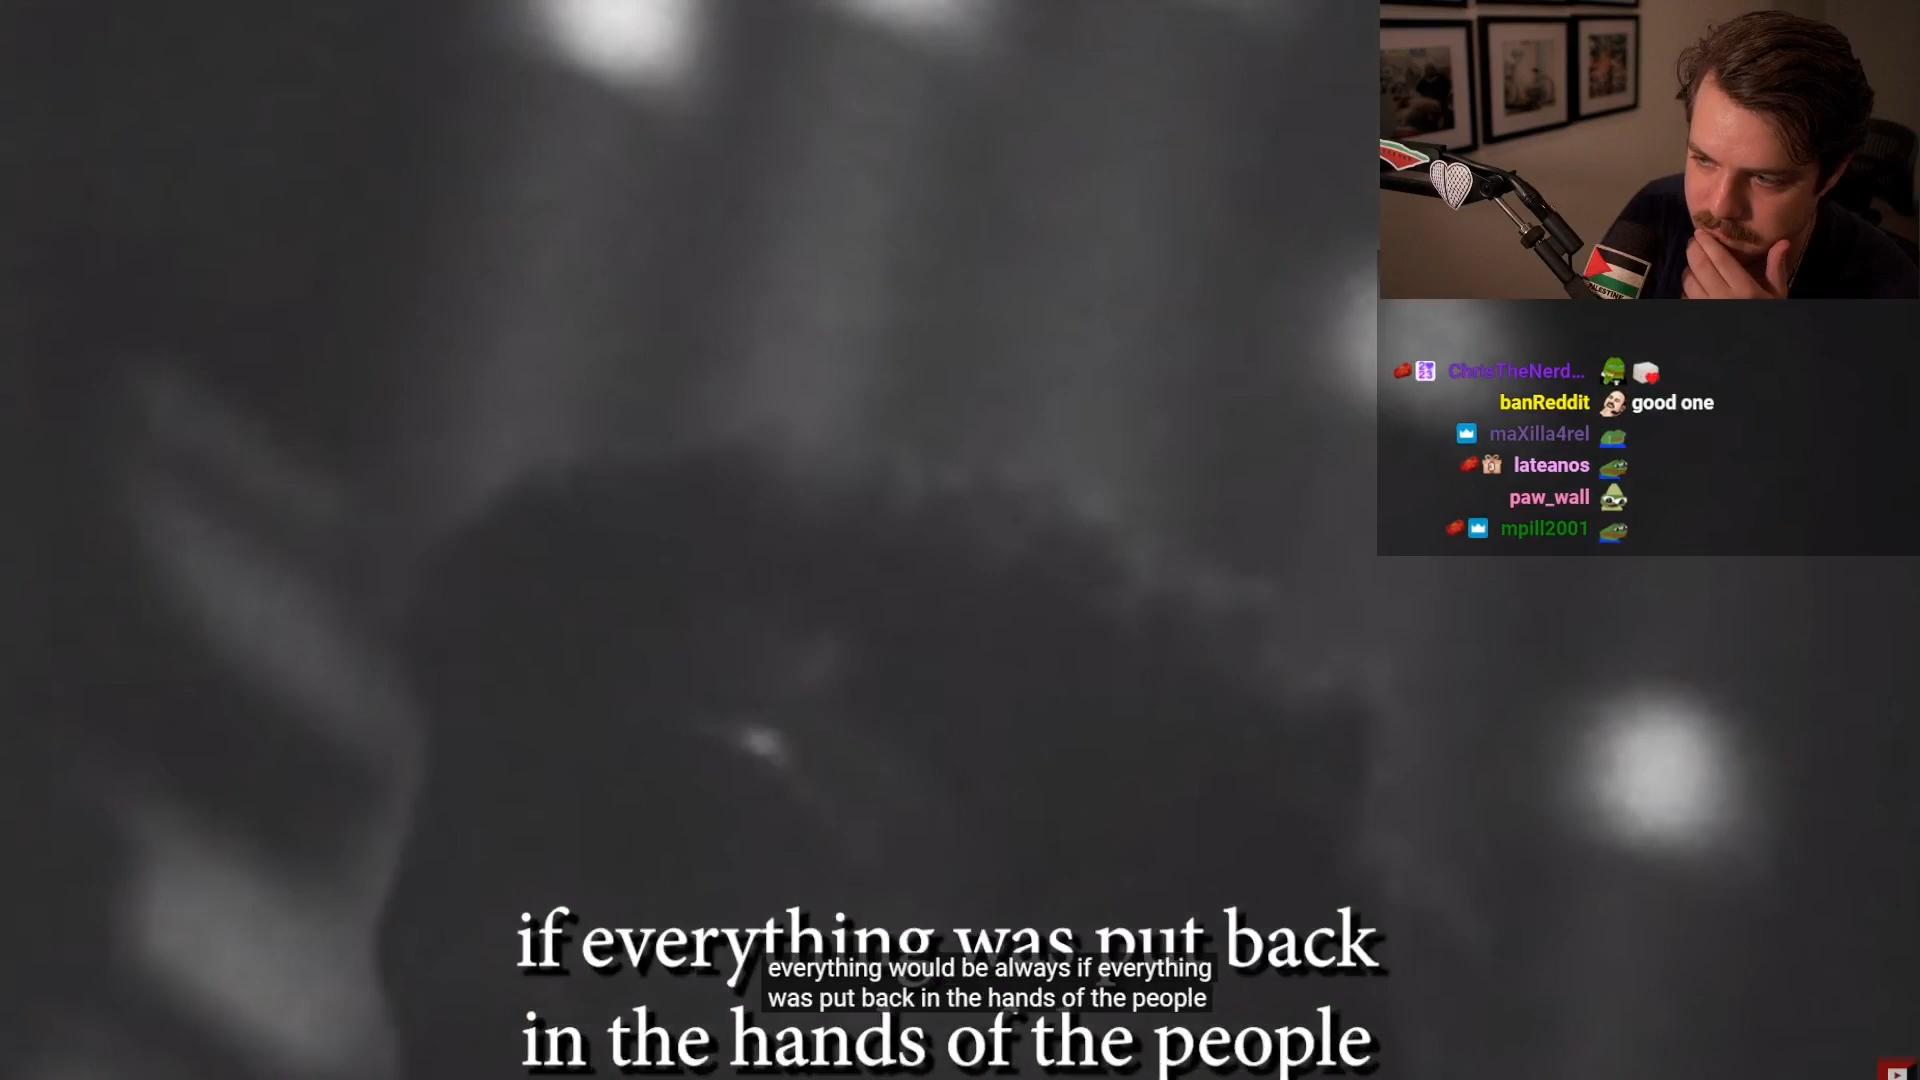 PALESTINE
ChrisTheNerd...
banReddit good one
maXilla4rel
lateanos
paw_wall
mpill2001
if everything was put back
everything would be always if everything
was put back in the hands of the people
in the hands of the people